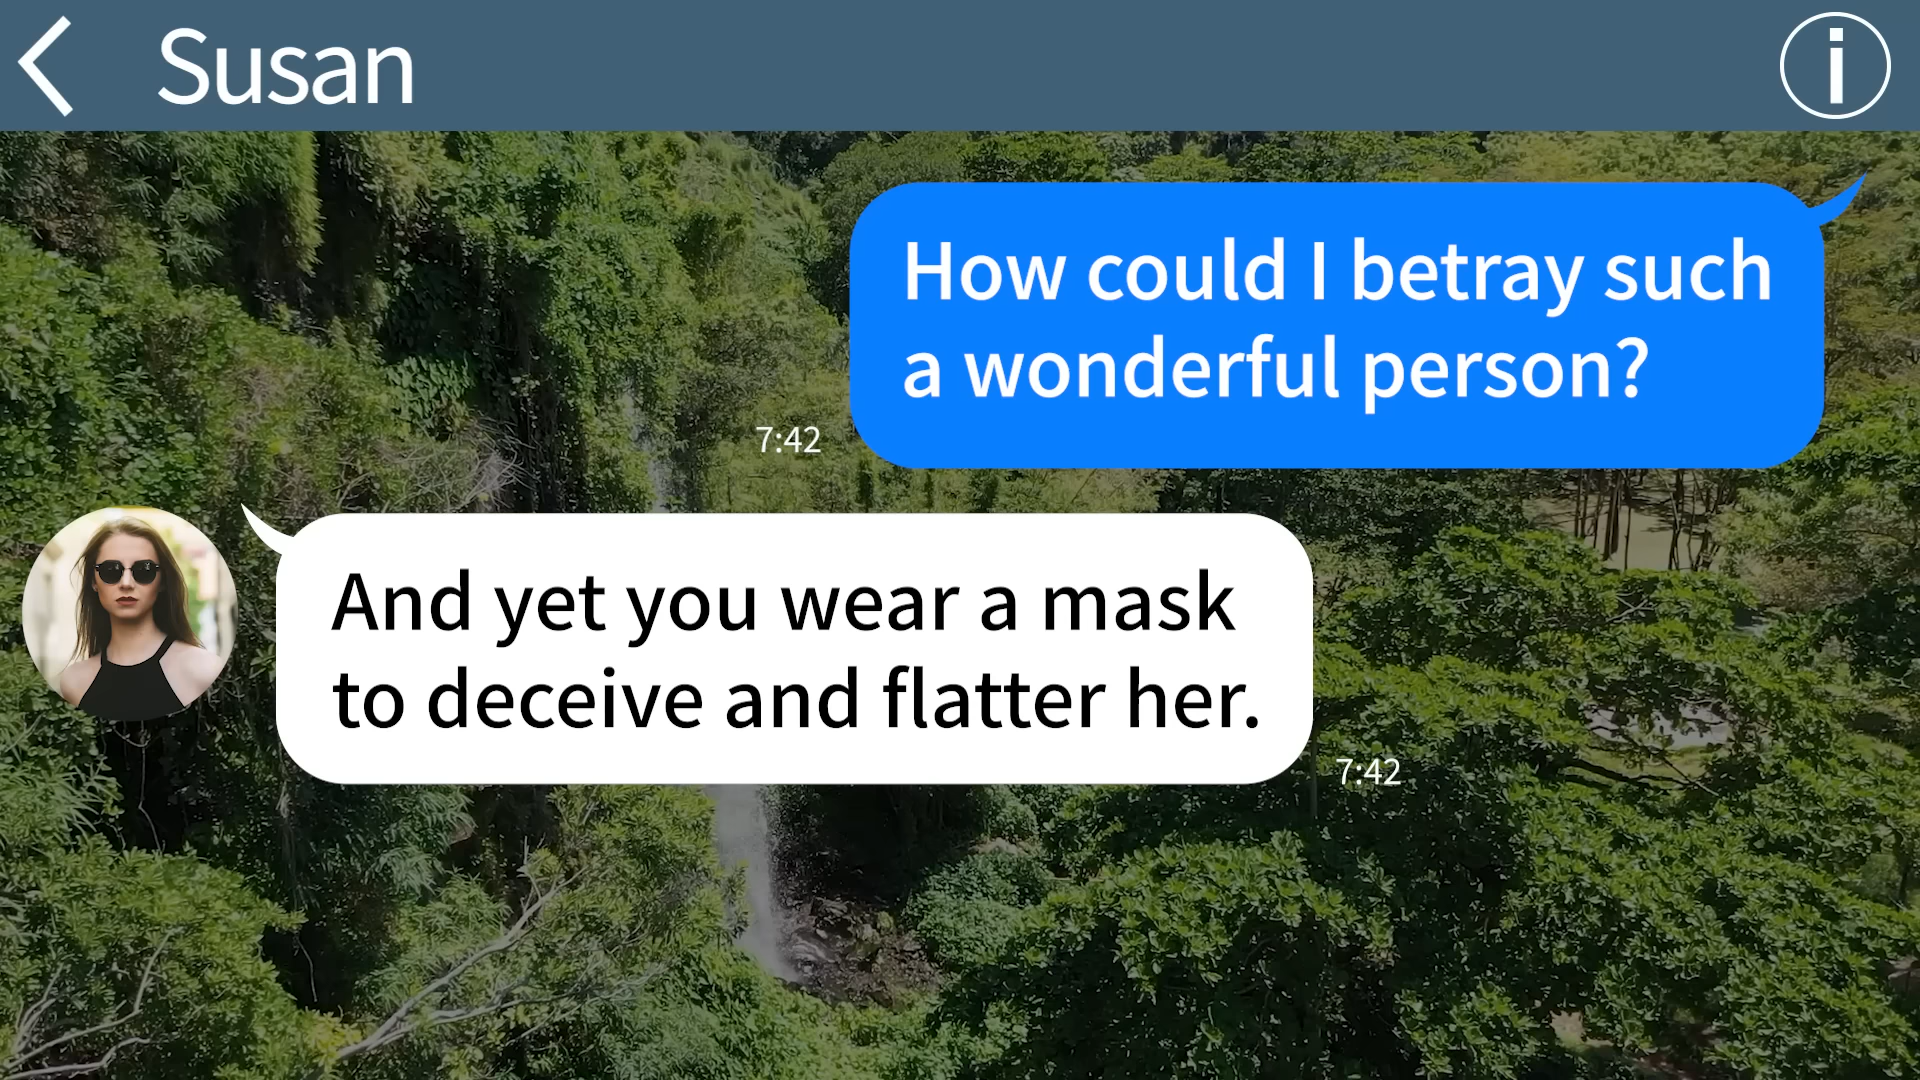 Susan
How could I betray such
a wonderful person?
7:42
And yet you wear a mask
to deceive and flatter her.
7:42